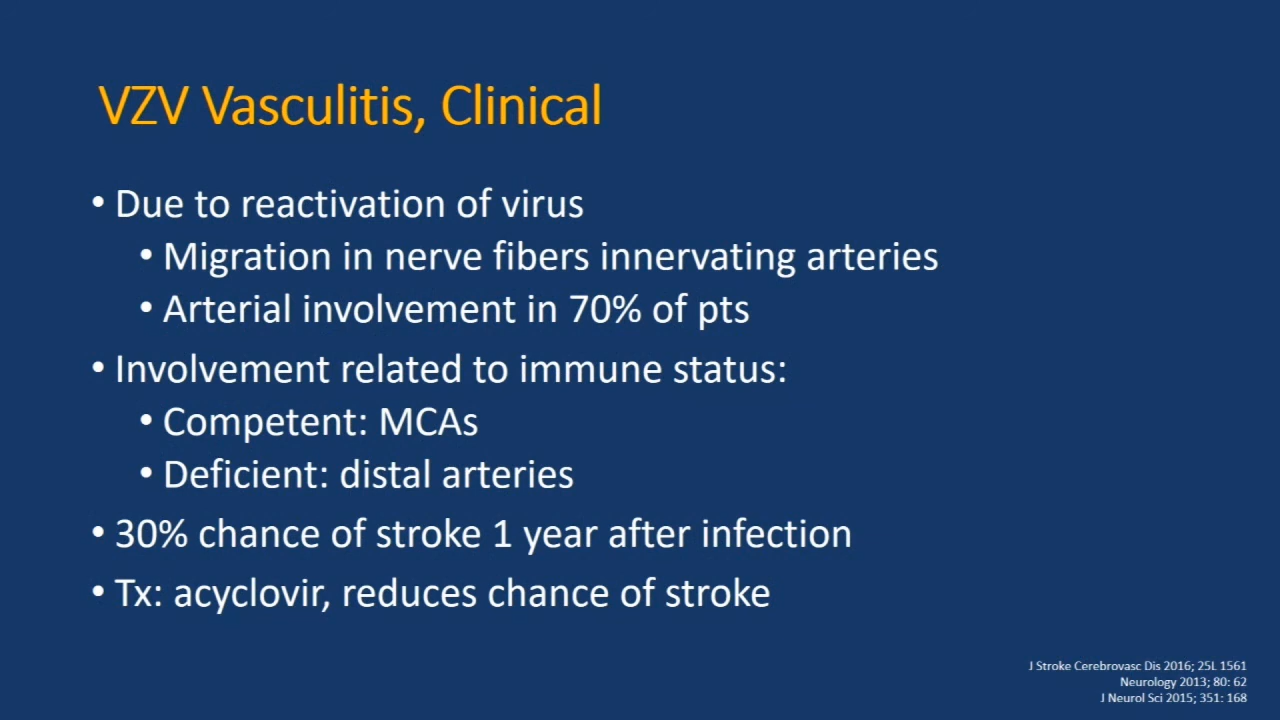 VZV Vasculitis, Clinical
• Due to reactivation of virus
• Migration in nerve fibers innervating arteries
• Arterial involvement in 70% of pts
• Involvement related to immune status:
• Competent: MCAs
• Deficient: distal arteries
• 30% chance of stroke 1 year after infection
• Tx: acyclovir, reduces chance of stroke
J Stroke Cerebrovasc Dis 2016; 25L 1561
Neurology 2013; 80: 62
J Neurol Sci 2015; 351: 168